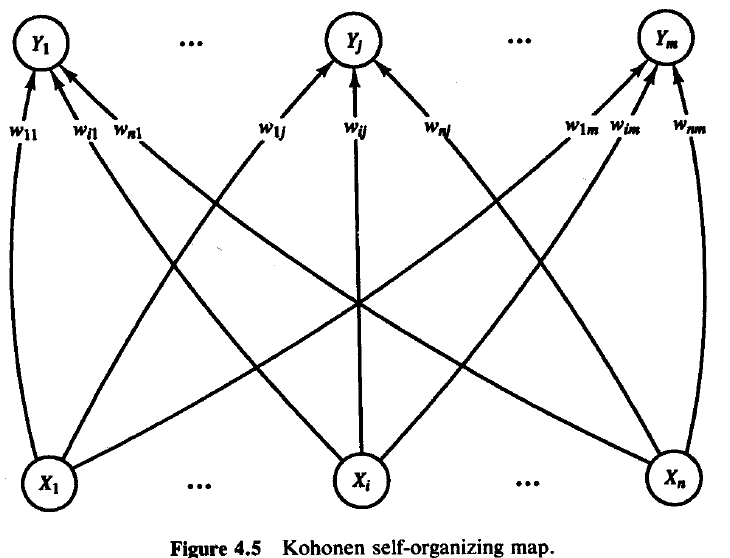 Y1 ... Yj ... Ym
w11 wi1 wn1 w1j wij wnj w1m wim wnm
X1 ... Xi ... Xn
Figure 4.5 Kohonen self-organizing map.